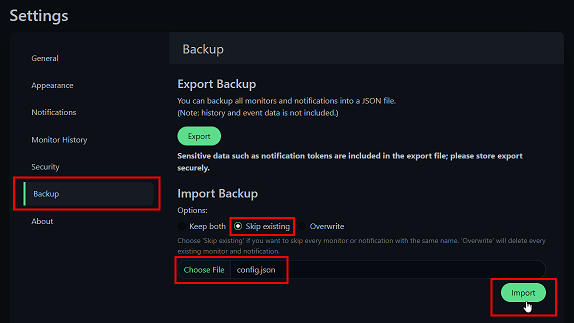 Settings
General
Appearance
Notifications
Monitor History
Security
Backup
About
Backup
Export Backup
You can backup all monitors and notifications into a JSON file.
(Note: history and event data is not included.)
Export
Sensitive data such as notification tokens are included in the export file; please store export
securely.
Import Backup
Options:
Keep both Skip existing Overwrite
Choose 'Skip existing' if you want to skip every monitor or notification with the same name. 'Overwrite' will delete every
existing monitor and notification.
Choose File config.json
Import